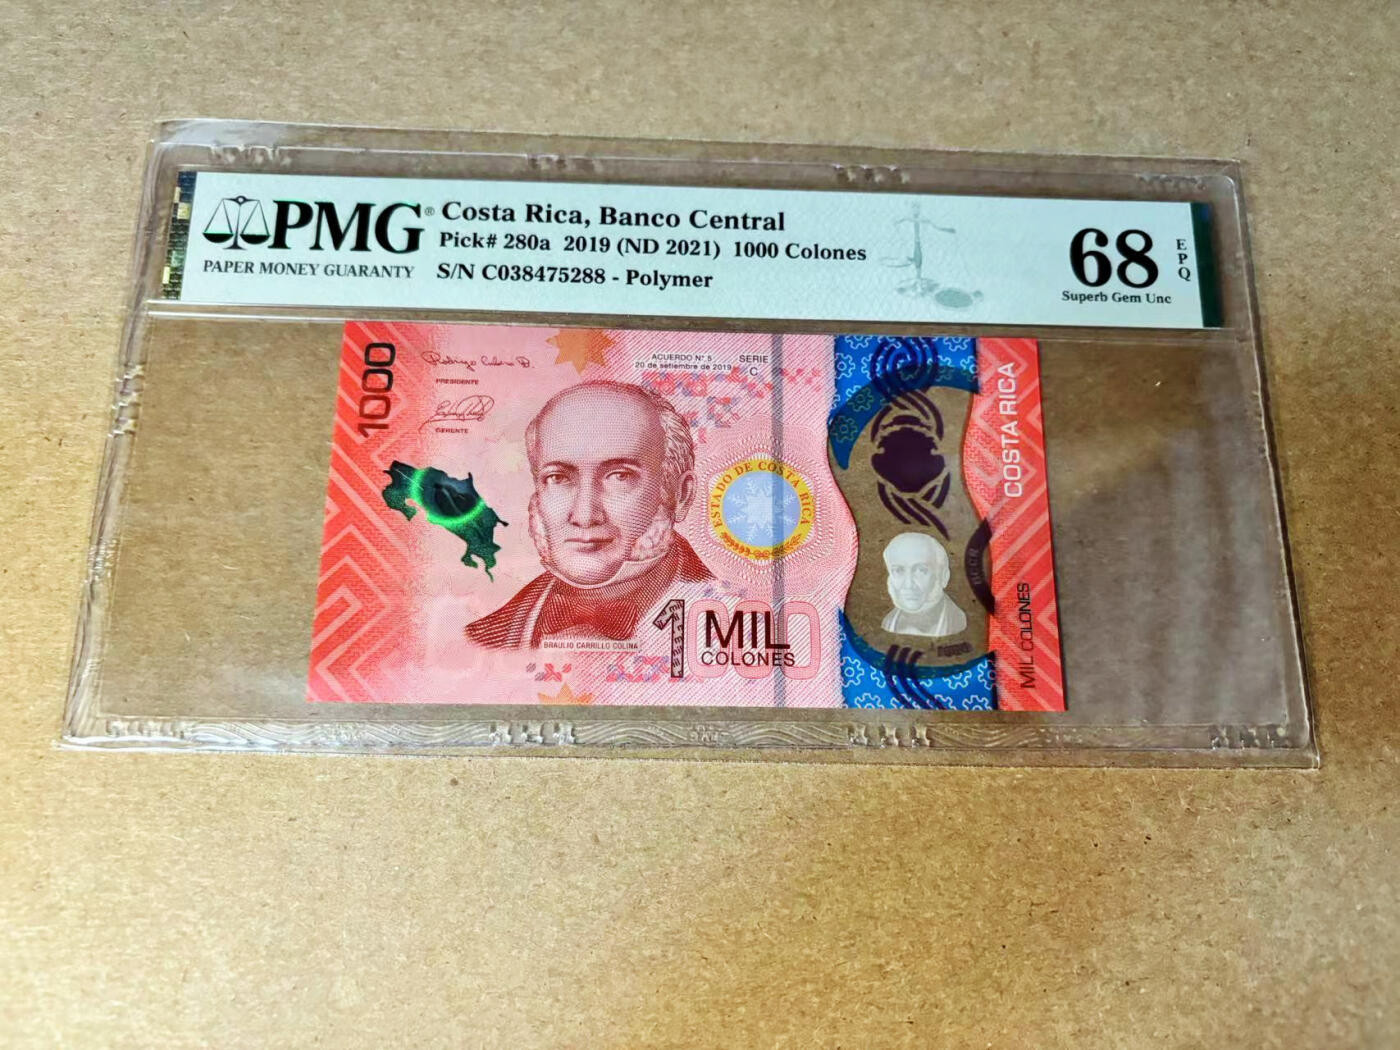 PMG®
PAPER MONEY GUARANTY
Costa Rica, Banco Central
Pick# 280a 2019 (ND 2021) 1000 Colones
S/N C038475288 - Polymer
68
EPQ
Superb Gem Unc
1000
PRESIDENTE
GERENTE
ACUERDO N° 5
20 de setiembre de 2019
SERIE
C
ESTADO DE COSTA RICA
BRAULIO CARRILLO COLINA
1000
MIL
COLONES
BCCR
COSTA RICA
MIL COLONES